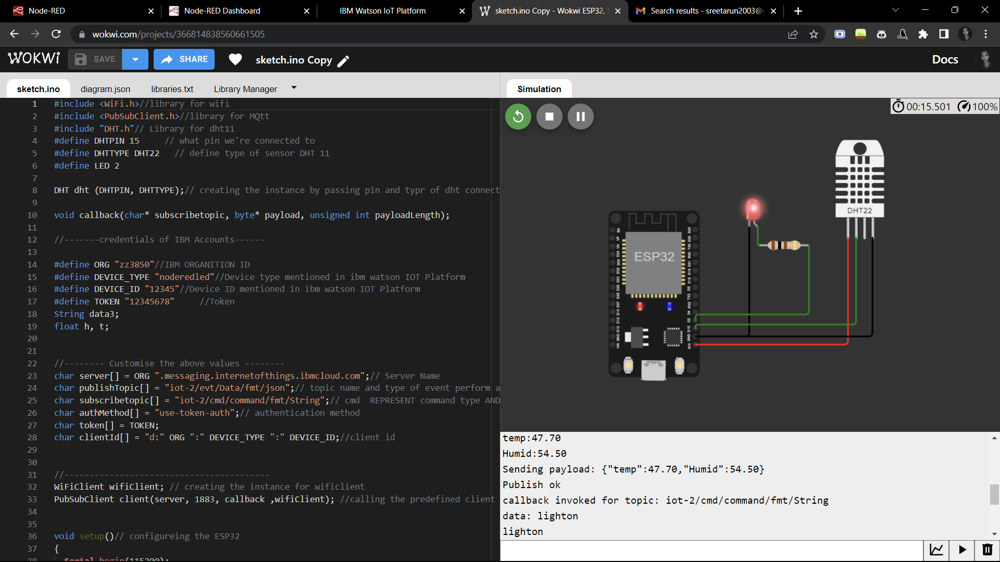 Node-RED
Node-RED Dashboard
IBM Watson IoT Platform
sketch.ino Copy - Wokwi ESP32, S
Search results - sreetarun2003@g
wokwi.com/projects/366814838560661505
WOKWi
SAVE
SHARE
sketch.ino Copy
Docs
sketch.ino
diagram.json
libraries.txt
Library Manager
Simulation
1 #include <WiFi.h>//library for wifi
2 #include <PubSubClient.h>//library for MQtt
3 #include "DHT.h"// Library for dht11
4 #define DHTPIN 15     // what pin we're connected to
5 #define DHTTYPE DHT22   // define type of sensor DHT 11
6 #define LED 2
7
8 DHT dht (DHTPIN, DHTTYPE);// creating the instance by passing pin and typr of dht connect
9
10 void callback(char* subscribetopic, byte* payload, unsigned int payloadLength);
11
12 //-------credentials of IBM Accounts------
13
14 #define ORG "zz3850"//IBM ORGANITION ID
15 #define DEVICE_TYPE "noderedled"//Device type mentioned in ibm watson IOT Platform
16 #define DEVICE_ID "12345"//Device ID mentioned in ibm watson IOT Platform
17 #define TOKEN "12345678"     //Token
18 String data3;
19 float h, t;
20
21
22 //-------- Customise the above values --------
23 char server[] = ORG ".messaging.internetofthings.ibmcloud.com";// Server Name
24 char publishTopic[] = "iot-2/evt/Data/fmt/json";// topic name and type of event perform a
25 char subscribetopic[] = "iot-2/cmd/command/fmt/String";// cmd  REPRESENT command type AND
26 char authMethod[] = "use-token-auth";// authentication method
27 char token[] = TOKEN;
28 char clientId[] = "d:" ORG ":" DEVICE_TYPE ":" DEVICE_ID;//client id
29
30
31 //-----------------------------------------
32 WiFiClient wifiClient; // creating the instance for wificlient
33 PubSubClient client(server, 1883, callback ,wifiClient); //calling the predefined client
34
35
36 void setup()// configureing the ESP32
37 {
38 Serial.begin(115200);
00:15.501 100%
DHT22
ESP32
temp:47.70
Humid:54.50
Sending payload: {"temp":47.70,"Humid":54.50}
Publish ok
callback invoked for topic: iot-2/cmd/command/fmt/String
data: lighton
lighton